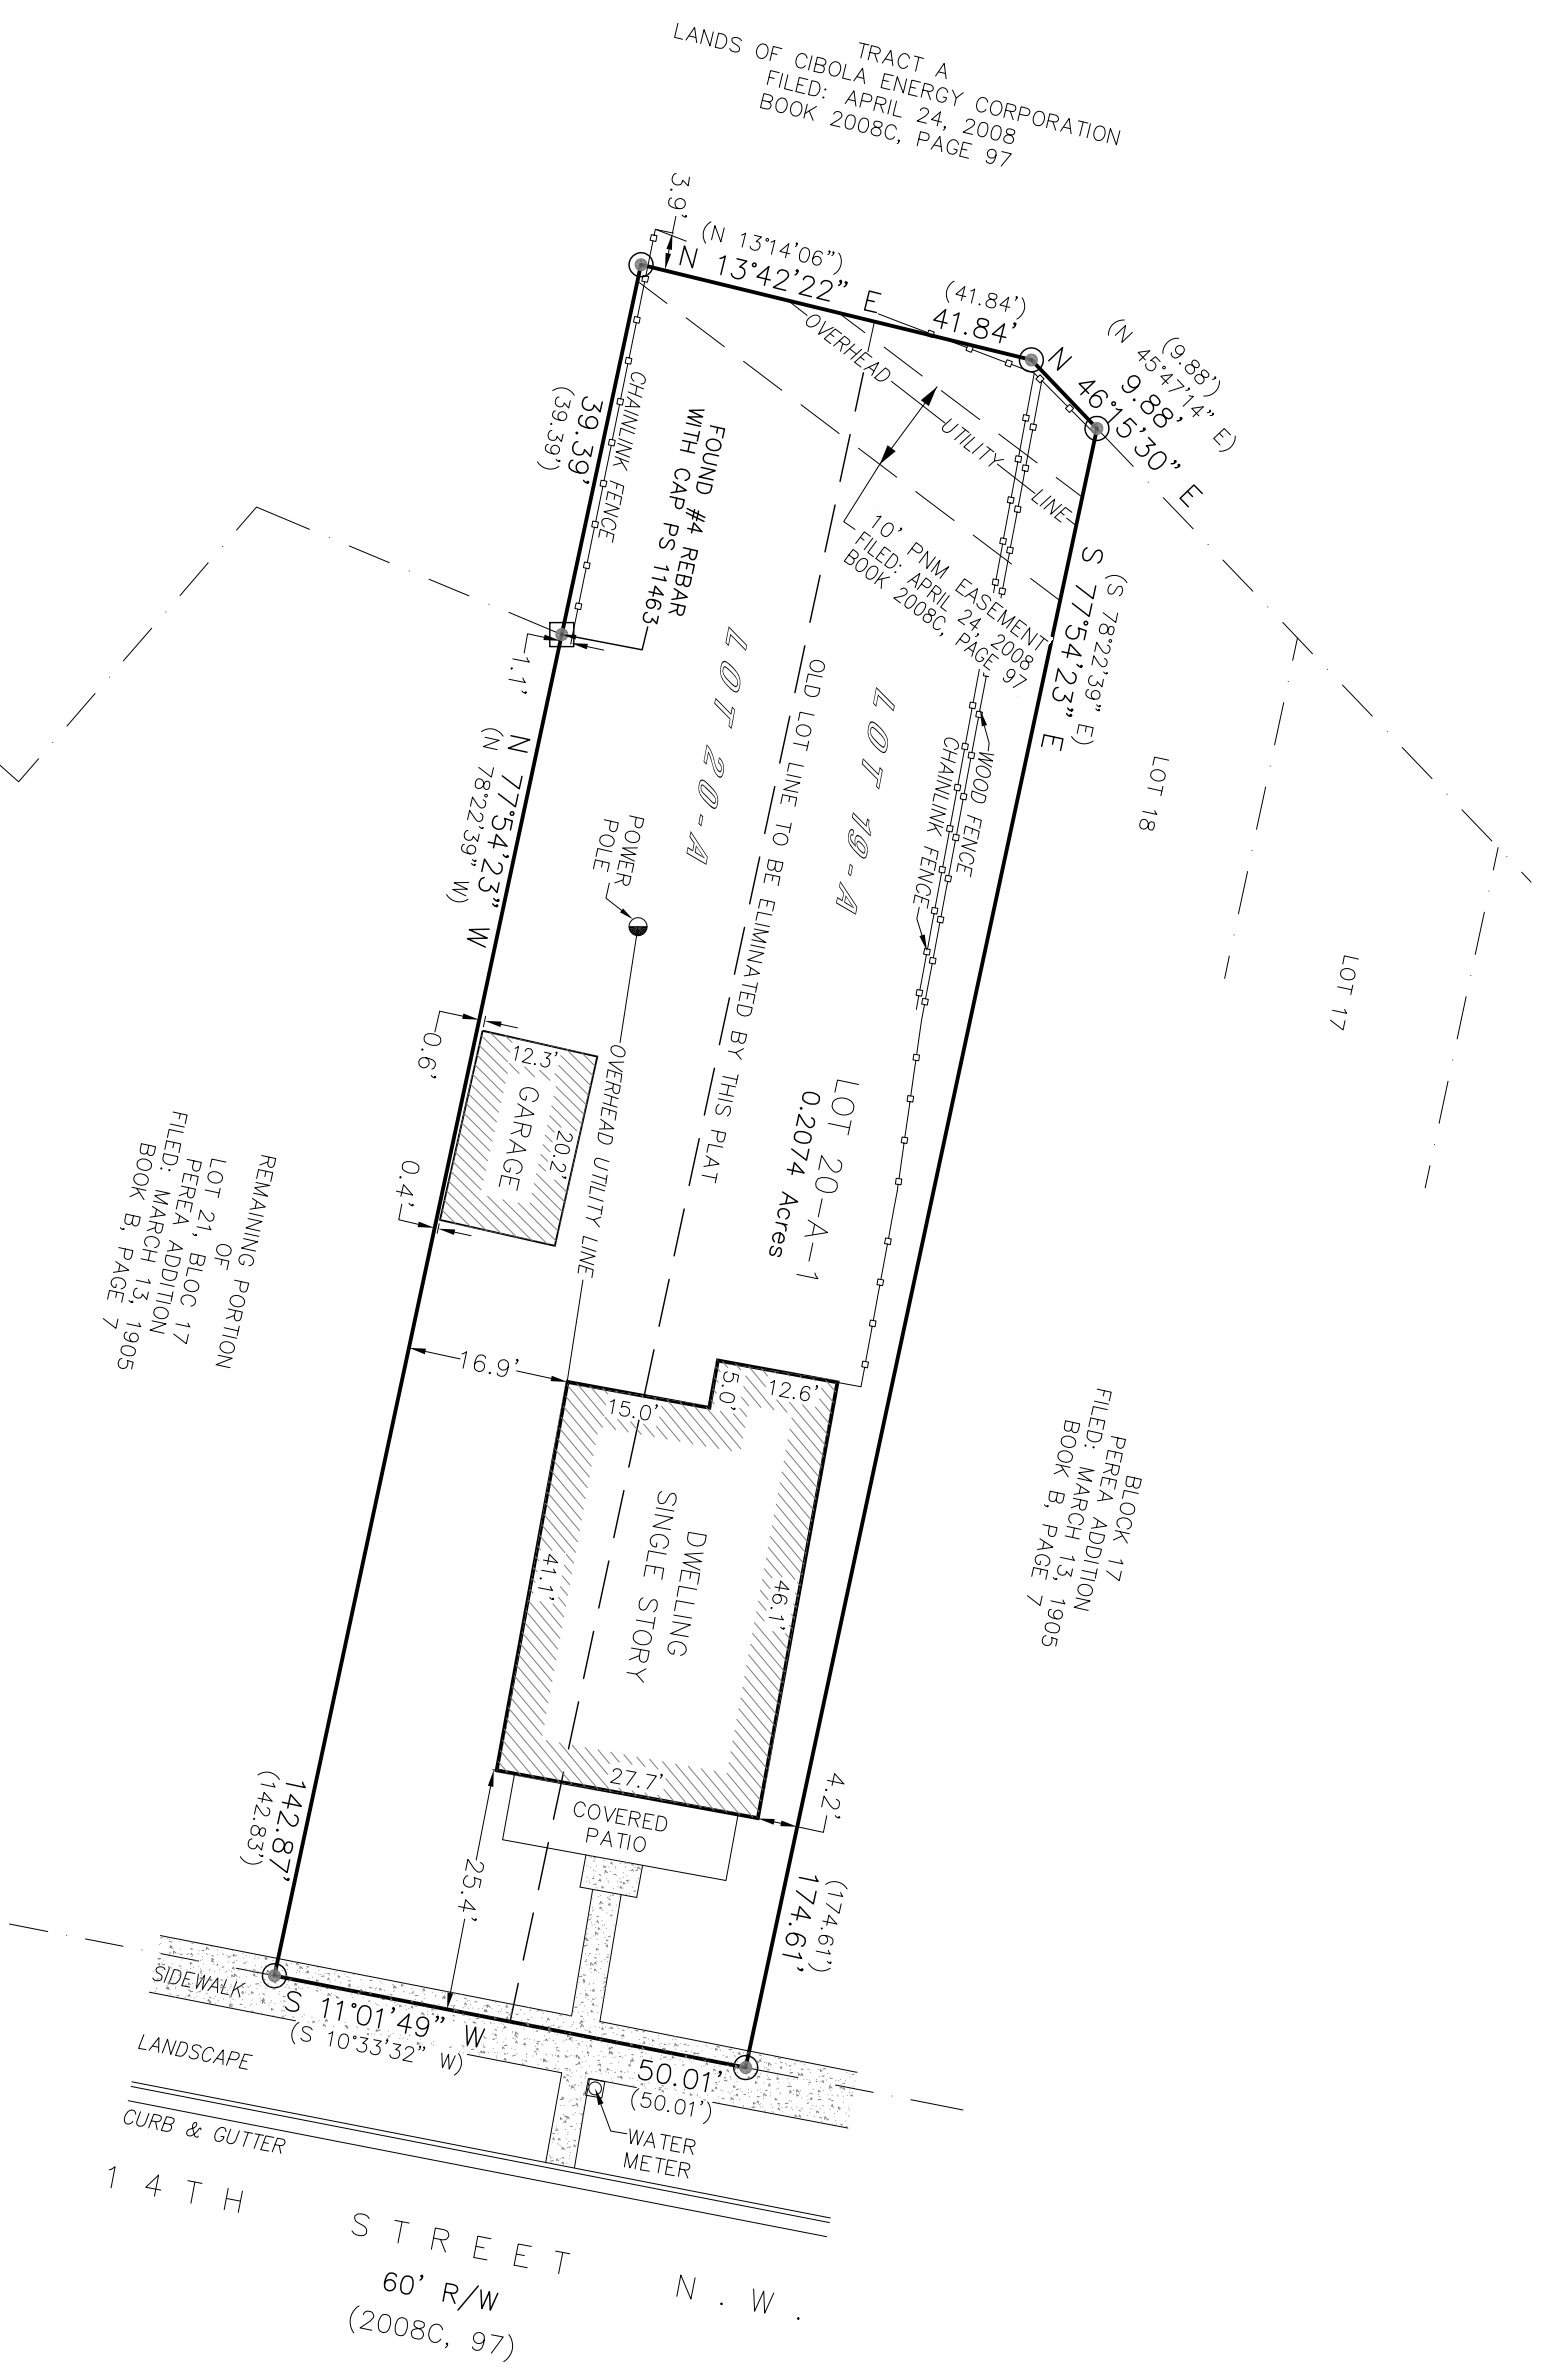 TRACT A
LANDS OF CIBOLA ENERGY CORPORATION
FILED: APRIL 24, 2008
BOOK 2008C, PAGE 97
3.9'
(N 13°14'06")
N 13°42'22" E
(41.84')
41.84'
(9.88')
(N 45°47'14" E)
9.88'
N 46°15'30" E
OVERHEAD UTILITY LINE
CHAINLINK FENCE
39.39'
(39.39')
FOUND #4 REBAR
WITH CAP PS 11463
10' PNM EASEMENT
FILED: APRIL 24, 2008
BOOK 2008C, PAGE 97
(S 78°22'39" E)
S 77°54'23" E
1.1'
LOT 20-A
OLD LOT LINE TO BE ELIMINATED BY THIS PLAT
LOT 19-A
WOOD FENCE
CHAINLINK FENCE
LOT 18
LOT 17
N 77°54'23" W
(N 78°22'39" W)
POWER
POLE
0.6'
12.3'
GARAGE
20.2'
0.4'
OVERHEAD UTILITY LINE
LOT 20-A-1
0.2074 Acres
REMAINING PORTION
OF
LOT 21, BLOC 17
PEREA ADDITION
FILED: MARCH 13, 1905
BOOK B, PAGE 7
16.9'
15.0'
5.0'
12.6'
BLOCK 17
PEREA ADDITION
FILED: MARCH 13, 1905
BOOK B, PAGE 7
DWELLING
SINGLE STORY
41.1'
46.1'
27.7'
4.2'
COVERED
PATIO
142.87'
(142.83')
25.4'
(174.61')
174.61'
SIDEWALK
S 11°01'49" W
(S 10°33'32" W)
50.01'
(50.01')
LANDSCAPE
CURB & GUTTER
WATER
METER
14TH STREET N.W.
60' R/W
(2008C, 97)